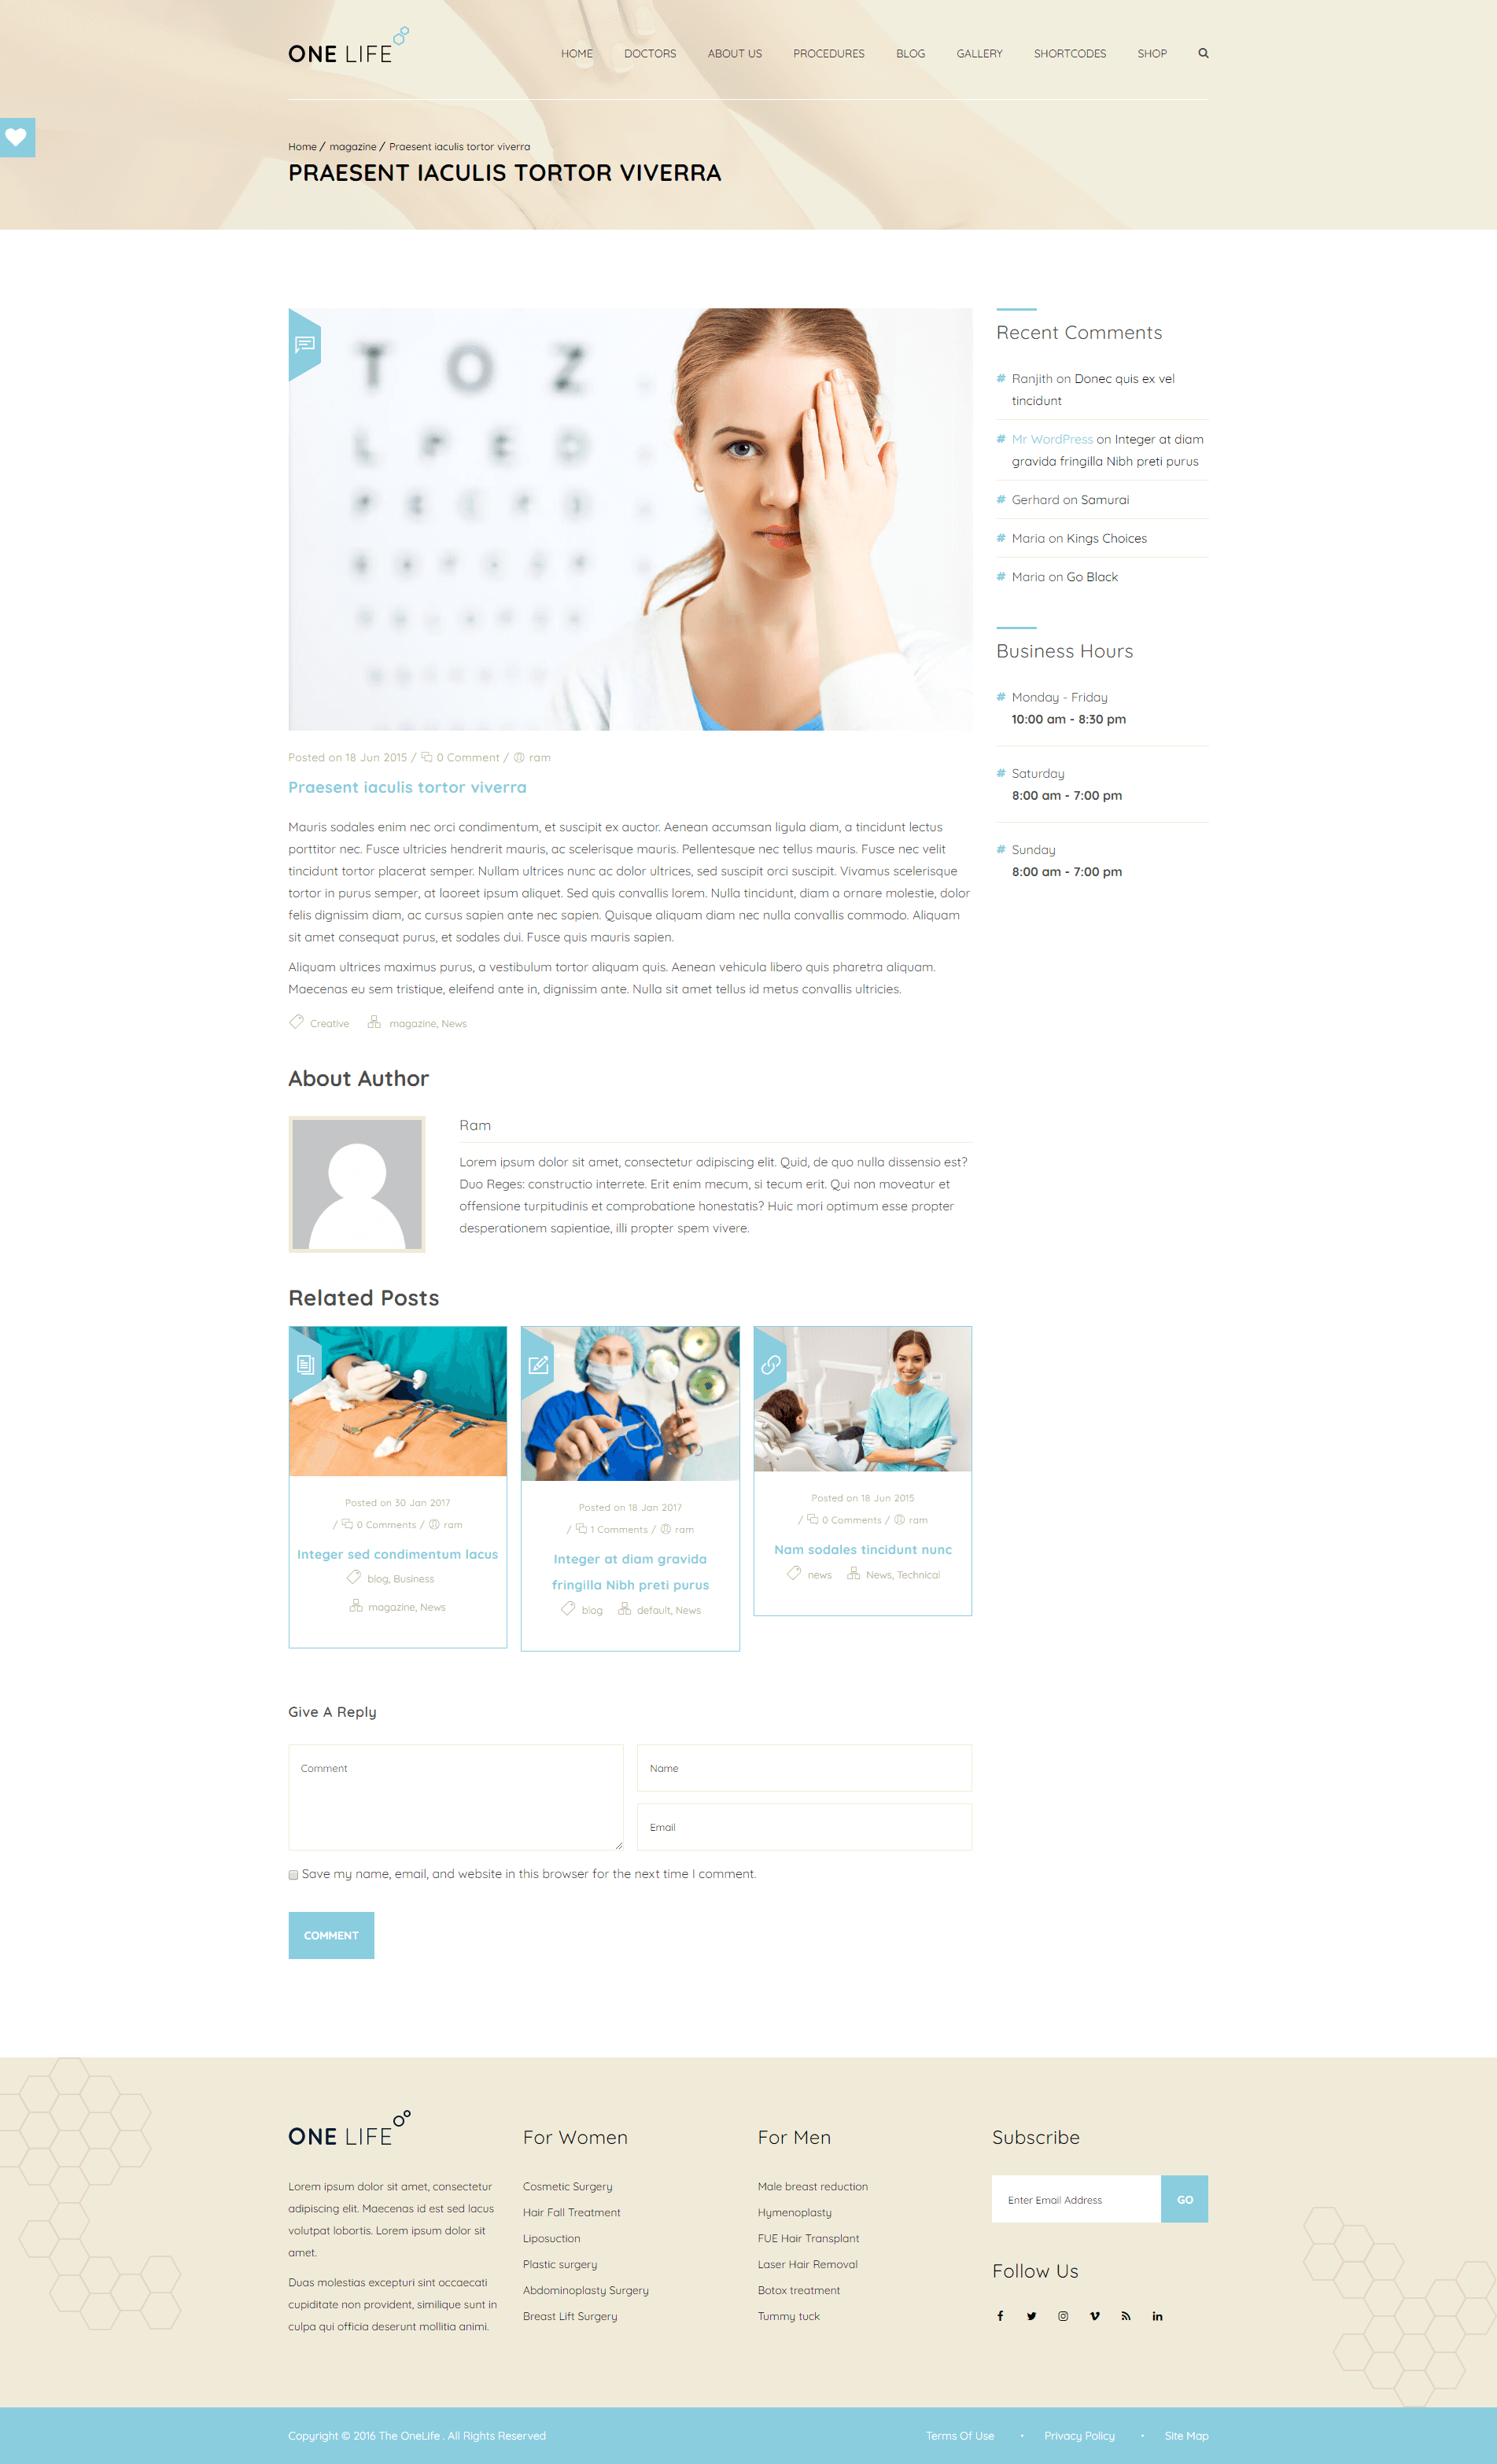 ONE LIFE
HOME DOCTORS ABOUT US PROCEDURES BLOG GALLERY SHORTCODES SHOP
Home / magazine / Praesent iaculis tortor viverra
PRAESENT IACULIS TORTOR VIVERRA
T O Z
L P E D
Posted on 18 Jun 2015 / 0 Comment / ram
Praesent iaculis tortor viverra
Mauris sodales enim nec orci condimentum, et suscipit ex auctor. Aenean accumsan ligula diam, a tincidunt lectus
porttitor nec. Fusce ultricies hendrerit mauris, ac scelerisque mauris. Pellentesque nec tellus mauris. Fusce nec velit
tincidunt tortor placerat semper. Nullam ultrices nunc ac dolor ultrices, sed suscipit orci suscipit. Vivamus scelerisque
tortor in purus semper, at laoreet ipsum aliquet. Sed quis convallis lorem. Nulla tincidunt, diam a ornare molestie, dolor
felis dignissim diam, ac cursus sapien ante nec sapien. Quisque aliquam diam nec nulla convallis commodo. Aliquam
sit amet consequat purus, et sodales dui. Fusce quis mauris sapien.
Aliquam ultrices maximus purus, a vestibulum tortor aliquam quis. Aenean vehicula libero quis pharetra aliquam.
Maecenas eu sem tristique, eleifend ante in, dignissim ante. Nulla sit amet tellus id metus convallis ultricies.
Creative magazine, News
About Author
Ram
Lorem ipsum dolor sit amet, consectetur adipiscing elit. Quid, de quo nulla dissensio est?
Duo Reges: constructio interrete. Erit enim mecum, si tecum erit. Qui non moveatur et
offensione turpitudinis et comprobatione honestatis? Huic mori optimum esse propter
desperationem sapientiae, illi propter spem vivere.
Related Posts
Posted on 30 Jan 2017
/ 0 Comments / ram
Integer sed condimentum lacus
blog, Business
magazine, News
Posted on 18 Jan 2017
/ 1 Comments / ram
Integer at diam gravida
fringilla Nibh preti purus
blog default, News
Posted on 18 Jun 2015
/ 0 Comments / ram
Nam sodales tincidunt nunc
news News, Technical
Give A Reply
Comment
Name
Email
Save my name, email, and website in this browser for the next time I comment.
COMMENT
Recent Comments
# Ranjith on Donec quis ex vel
tincidunt
# Mr WordPress on Integer at diam
gravida fringilla Nibh preti purus
# Gerhard on Samurai
# Maria on Kings Choices
# Maria on Go Black
Business Hours
# Monday - Friday
10:00 am - 8:30 pm
# Saturday
8:00 am - 7:00 pm
# Sunday
8:00 am - 7:00 pm
ONE LIFE
Lorem ipsum dolor sit amet, consectetur
adipiscing elit. Maecenas id est sed lacus
volutpat lobortis. Lorem ipsum dolor sit
amet.
Duas molestias excepturi sint occaecati
cupiditate non provident, similique sunt in
culpa qui officia deserunt mollitia animi.
For Women
Cosmetic Surgery
Hair Fall Treatment
Liposuction
Plastic surgery
Abdominoplasty Surgery
Breast Lift Surgery
For Men
Male breast reduction
Hymenoplasty
FUE Hair Transplant
Laser Hair Removal
Botox treatment
Tummy tuck
Subscribe
Enter Email Address GO
Follow Us
Copyright © 2016 The OneLife . All Rights Reserved
Terms Of Use • Privacy Policy • Site Map